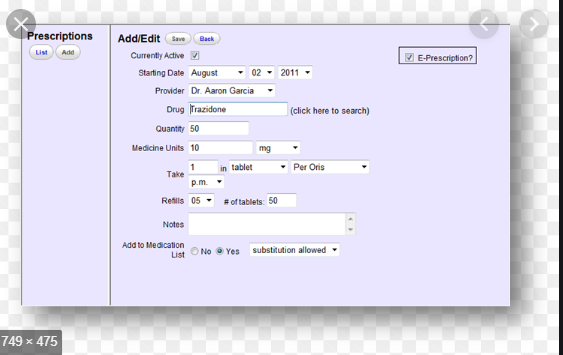 Prescriptions
List Add
Add/Edit Save Back
Currently Active
E-Prescription?
Starting Date August 02 2011
Provider Dr. Aaron Garcia
Drug Trazidone (click here to search)
Quantity 50
Medicine Units 10 mg
Take 1 in tablet Per Oris
p.m.
Refills 05 # of tablets: 50
Notes
Add to Medication List No Yes substitution allowed
749 × 475